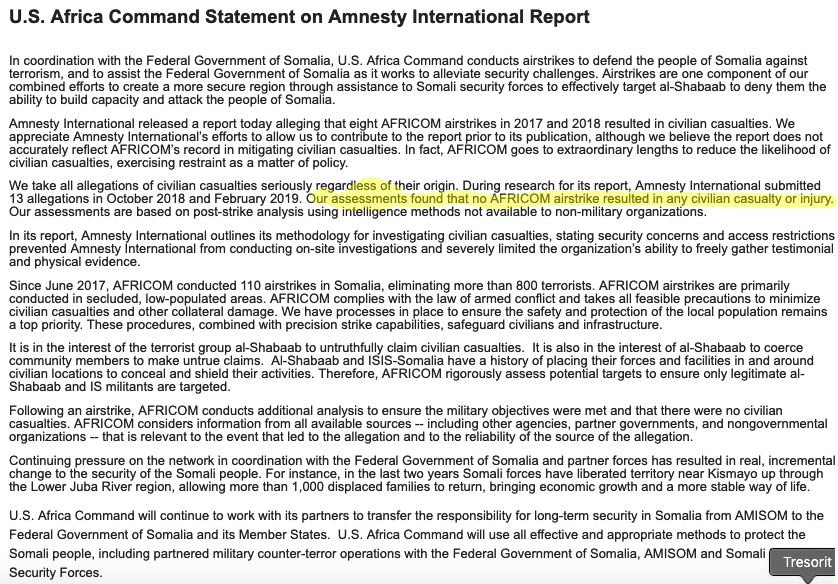 U.S. Africa Command Statement on Amnesty International Report
In coordination with the Federal Government of Somalia, U.S. Africa Command conducts airstrikes to defend the people of Somalia against
terrorism, and to assist the Federal Government of Somalia as it works to alleviate security challenges. Airstrikes are one component of our
combined efforts to create a more secure region through assistance to Somali security forces to effectively target al-Shabaab to deny them the
ability to build capacity and attack the people of Somalia.
Amnesty International released a report today alleging that eight AFRICOM airstrikes in 2017 and 2018 resulted in civilian casualties. We
appreciate Amnesty International's efforts to allow us to contribute to the report prior to its publication, although we believe the report does not
accurately reflect AFRICOM's record in mitigating civilian casualties. In fact, AFRICOM goes to extraordinary lengths to reduce the likelihood of
civilian casualties, exercising restraint as a matter of policy.
We take all allegations of civilian casualties seriously regardless of their origin. During research for its report, Amnesty International submitted
13 allegations in October 2018 and February 2019. Our assessments found that no AFRICOM airstrike resulted in any civilian casualty or injury.
Our assessments are based on post-strike analysis using intelligence methods not available to non-military organizations.
In its report, Amnesty International outlines its methodology for investigating civilian casualties, stating security concerns and access restrictions
prevented Amnesty International from conducting on-site investigations and severely limited the organization's ability to freely gather testimonial
and physical evidence.
Since June 2017, AFRICOM conducted 110 airstrikes in Somalia, eliminating more than 800 terrorists. AFRICOM airstrikes are primarily
conducted in secluded, low-populated areas. AFRICOM complies with the law of armed conflict and takes all feasible precautions to minimize
civilian casualties and other collateral damage. We have processes in place to ensure the safety and protection of the local population remains
a top priority. These procedures, combined with precision strike capabilities, safeguard civilians and infrastructure.
It is in the interest of the terrorist group al-Shabaab to untruthfully claim civilian casualties.  It is also in the interest of al-Shabaab to coerce
community members to make untrue claims.  Al-Shabaab and ISIS-Somalia have a history of placing their forces and facilities in and around
civilian locations to conceal and shield their activities. Therefore, AFRICOM rigorously assess potential targets to ensure only legitimate al-
Shabaab and IS militants are targeted.
Following an airstrike, AFRICOM conducts additional analysis to ensure the military objectives were met and that there were no civilian
casualties. AFRICOM considers information from all available sources -- including other agencies, partner governments, and nongovernmental
organizations -- that is relevant to the event that led to the allegation and to the reliability of the source of the allegation.
Continuing pressure on the network in coordination with the Federal Government of Somalia and partner forces has resulted in real, incremental
change to the security of the Somali people. For instance, in the last two years Somali forces have liberated territory near Kismayo up through
the Lower Juba River region, allowing more than 1,000 displaced families to return, bringing economic growth and a more stable way of life.
U.S. Africa Command will continue to work with its partners to transfer the responsibility for long-term security in Somalia from AMISOM to the
Federal Government of Somalia and its Member States.  U.S. Africa Command will use all effective and appropriate methods to protect the
Somali people, including partnered military counter-terror operations with the Federal Government of Somalia, AMISOM and Somali
Security Forces.
Tresorit